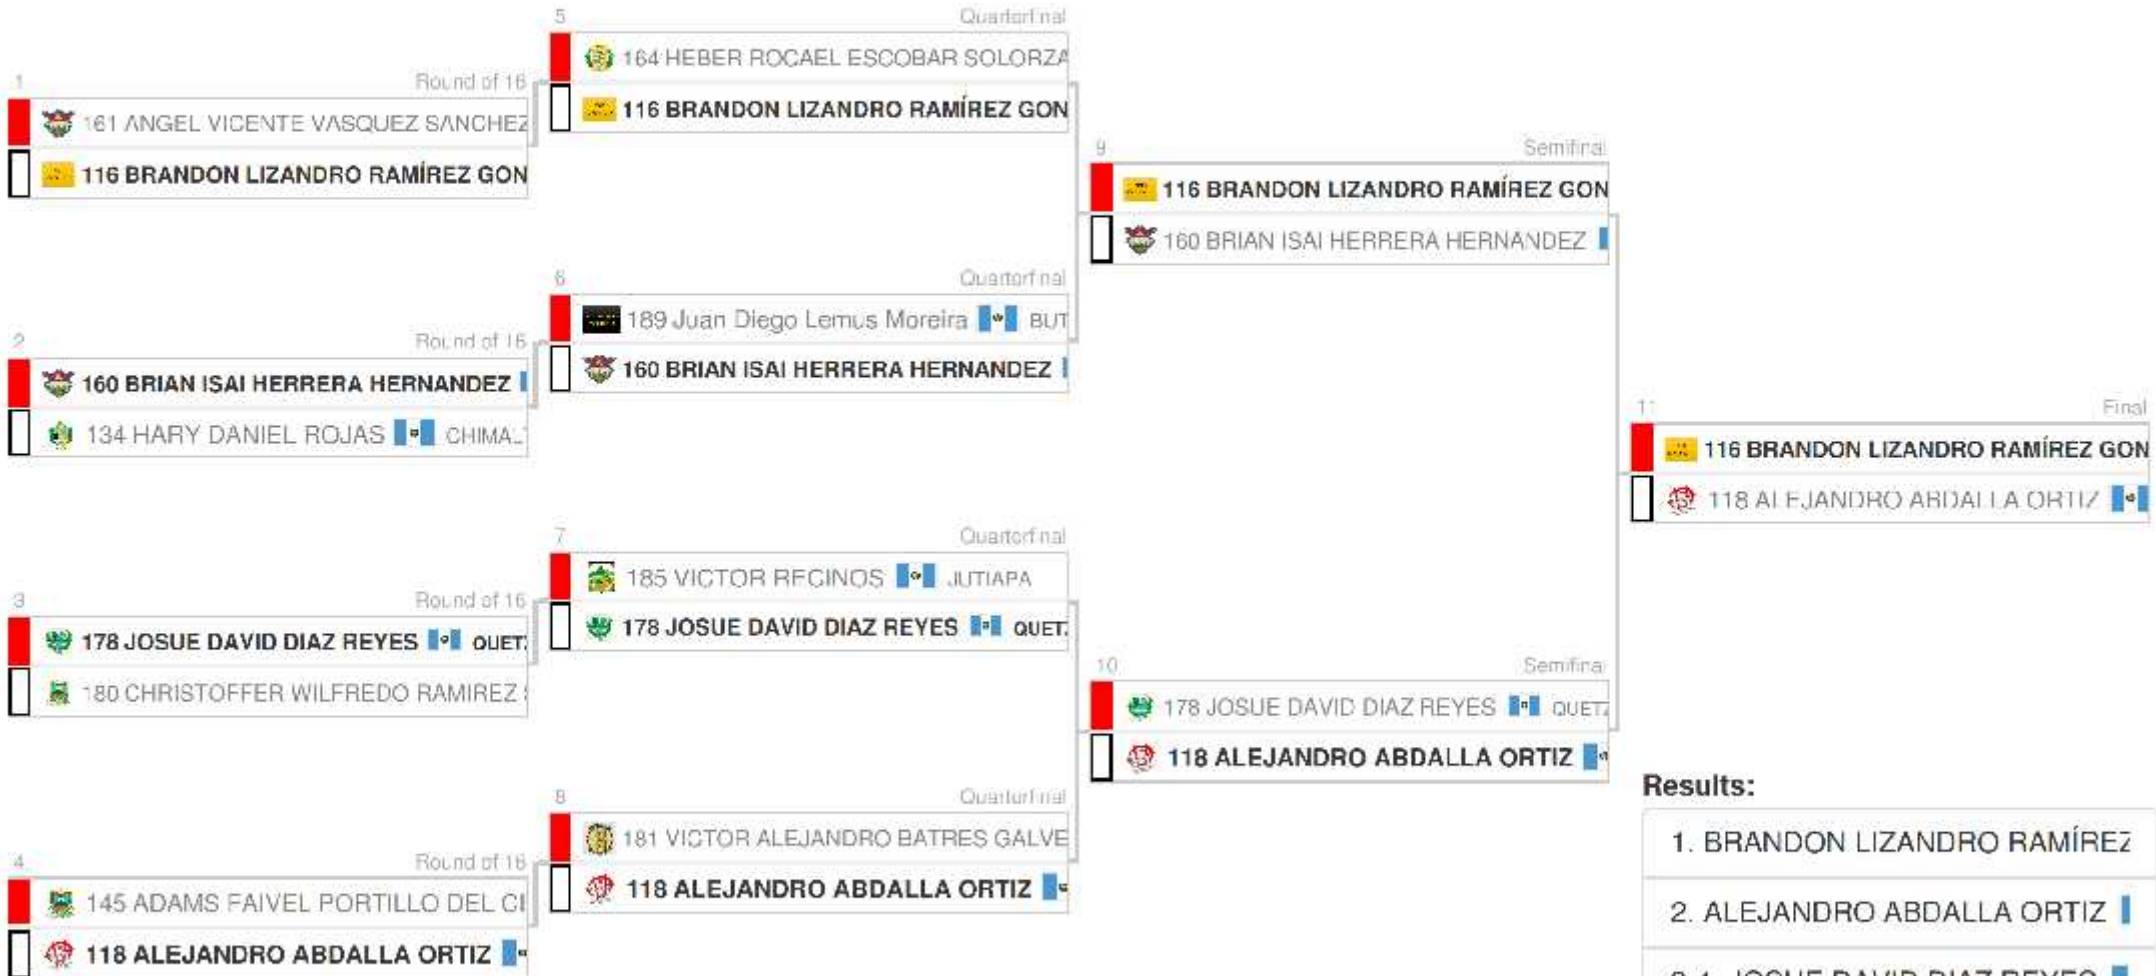 1 Round of 16
161 ANGEL VICENTE VASQUEZ SANCHEZ
116 BRANDON LIZANDRO RAMÍREZ GON
2 Round of 16
160 BRIAN ISAI HERRERA HERNANDEZ
134 HARY DANIEL ROJAS CHIMAL
3 Round of 16
178 JOSUE DAVID DIAZ REYES QUET
180 CHRISTOFFER WILFREDO RAMIREZ
4 Round of 16
145 ADAMS FAIVEL PORTILLO DEL
118 ALEJANDRO ABDALLA ORTIZ
5 Quarterfinal
164 HEBER ROCAEL ESCOBAR SOLORZA
116 BRANDON LIZANDRO RAMÍREZ GON
6 Quarterfinal
189 Juan Diego Lemus Moreira BUT
160 BRIAN ISAI HERRERA HERNANDEZ
7 Quarterfinal
185 VICTOR RECINOS JUTIAPA
178 JOSUE DAVID DIAZ REYES QUET
8 Quarterfinal
181 VICTOR ALEJANDRO BATRES GALVE
118 ALEJANDRO ABDALLA ORTIZ
9 Semifinal
116 BRANDON LIZANDRO RAMÍREZ GON
160 BRIAN ISAI HERRERA HERNANDEZ
10 Semifinal
178 JOSUE DAVID DIAZ REYES QUETZ
118 ALEJANDRO ABDALLA ORTIZ
11 Final
116 BRANDON LIZANDRO RAMÍREZ GON
118 ALEJANDRO ABDALLA ORTIZ
Results:
1. BRANDON LIZANDRO RAMÍREZ
2. ALEJANDRO ABDALLA ORTIZ
JOSUE DAVID DIAZ REYES